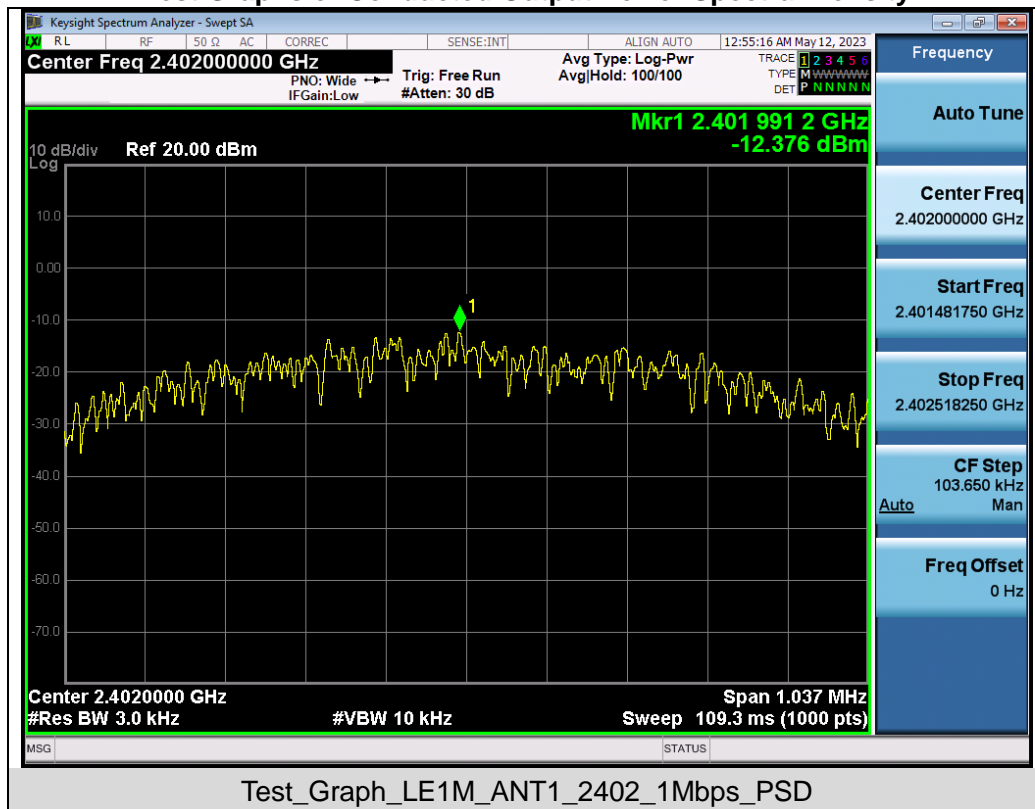 Keysight Spectrum Analyzer - Swept SA
LXI RL RF 50 Ω AC CORREC SENSE:INT ALIGN AUTO 12:55:16 AM May 12, 2023
Center Freq 2.402000000 GHz
PNO: Wide
IFGain:Low
Trig: Free Run
#Atten: 30 dB
Avg Type: Log-Pwr
Avg|Hold: 100/100
TRACE 1 2 3 4 5 6
TYPE M WWWWW
DET P N N N N N
Mkr1 2.401 991 2 GHz
-12.376 dBm
10 dB/div Ref 20.00 dBm
Log
10.0
0.00
-10.0
-20.0
-30.0
-40.0
-50.0
-60.0
-70.0
1
Center 2.4020000 GHz
Span 1.037 MHz
#Res BW 3.0 kHz
#VBW 10 kHz
Sweep 109.3 ms (1000 pts)
MSG
STATUS
Frequency
Auto Tune
Center Freq
2.402000000 GHz
Start Freq
2.401481750 GHz
Stop Freq
2.402518250 GHz
CF Step
103.650 kHz
Auto Man
Freq Offset
0 Hz
Test_Graph_LE1M_ANT1_2402_1Mbps_PSD